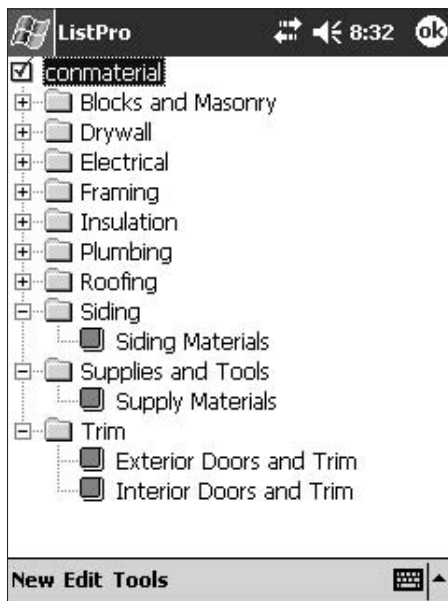 ListPro 8:32 ok
conmaterial
Blocks and Masonry
Drywall
Electrical
Framing
Insulation
Plumbing
Roofing
Siding
Siding Materials
Supplies and Tools
Supply Materials
Trim
Exterior Doors and Trim
Interior Doors and Trim
New Edit Tools